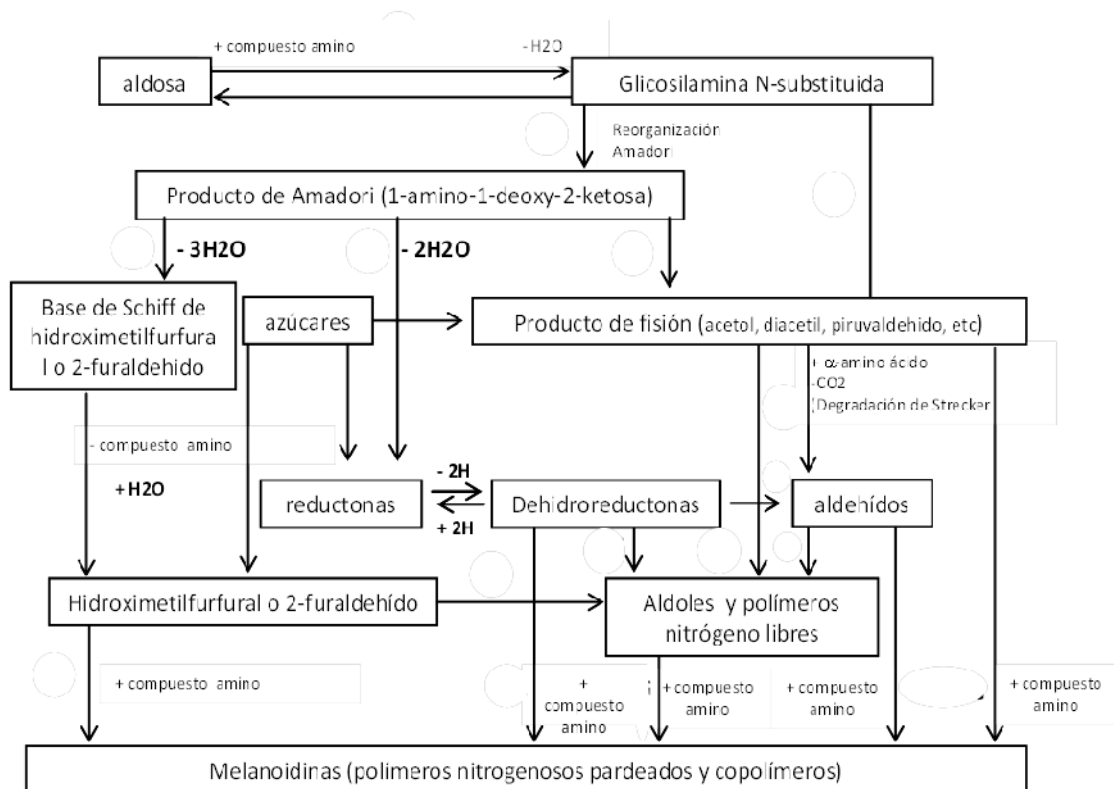 + compuesto amino
-H2O
aldosa
Glicosilamina N-substituida
Reorganización
Amadori
Producto de Amadori (1-amino-1-deoxy-2-ketosa)
- 3H2O
- 2H2O
Base de Schiff de
hidroximetilfurfura
l o 2-furaldehido
azúcares
Producto de fisión (acetol, diacetil, piruvaldehido, etc)
+ α-amino ácido
-CO2
(Degradación de Strecker
- compuesto amino
+H2O
- 2H
reductonas
Dehidroreductonas
aldehídos
+ 2H
Hidroximetilfurfural o 2-furaldehído
Aldoles y polímeros
nitrógeno libres
+ compuesto amino
+
compuesto
amino
+ compuesto
amino
+ compuesto
amino
+ compuesto
amino
Melanoidinas (polimeros nitrogenosos pardeados y copolímeros)